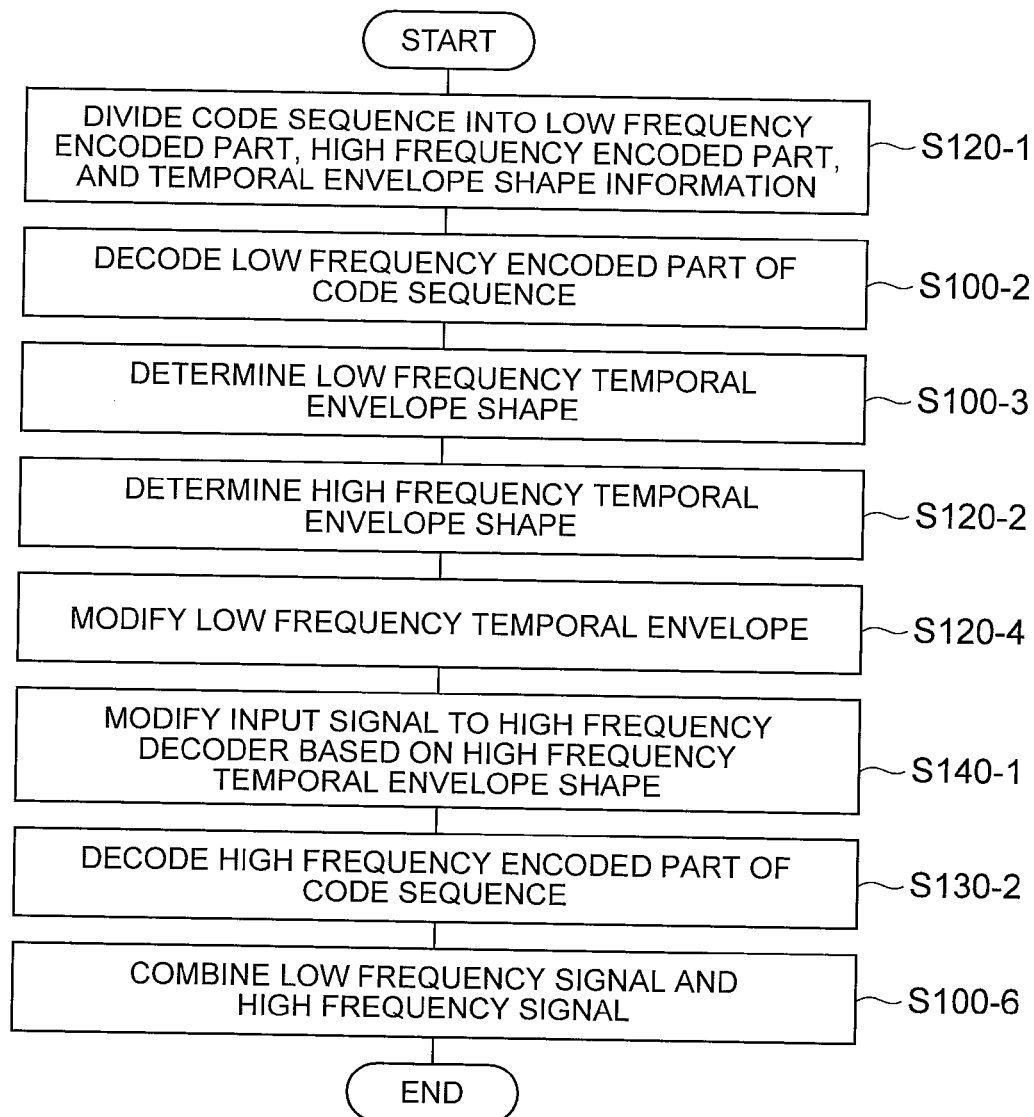 START
DIVIDE CODE SEQUENCE INTO LOW FREQUENCY
ENCODED PART, HIGH FREQUENCY ENCODED PART,
AND TEMPORAL ENVELOPE SHAPE INFORMATION
S120-1
DECODE LOW FREQUENCY ENCODED PART OF
CODE SEQUENCE
S100-2
DETERMINE LOW FREQUENCY TEMPORAL
ENVELOPE SHAPE
S100-3
DETERMINE HIGH FREQUENCY TEMPORAL
ENVELOPE SHAPE
S120-2
MODIFY LOW FREQUENCY TEMPORAL ENVELOPE
S120-4
MODIFY INPUT SIGNAL TO HIGH FREQUENCY
DECODER BASED ON HIGH FREQUENCY
TEMPORAL ENVELOPE SHAPE
S140-1
DECODE HIGH FREQUENCY ENCODED PART OF
CODE SEQUENCE
S130-2
COMBINE LOW FREQUENCY SIGNAL AND
HIGH FREQUENCY SIGNAL
S100-6
END